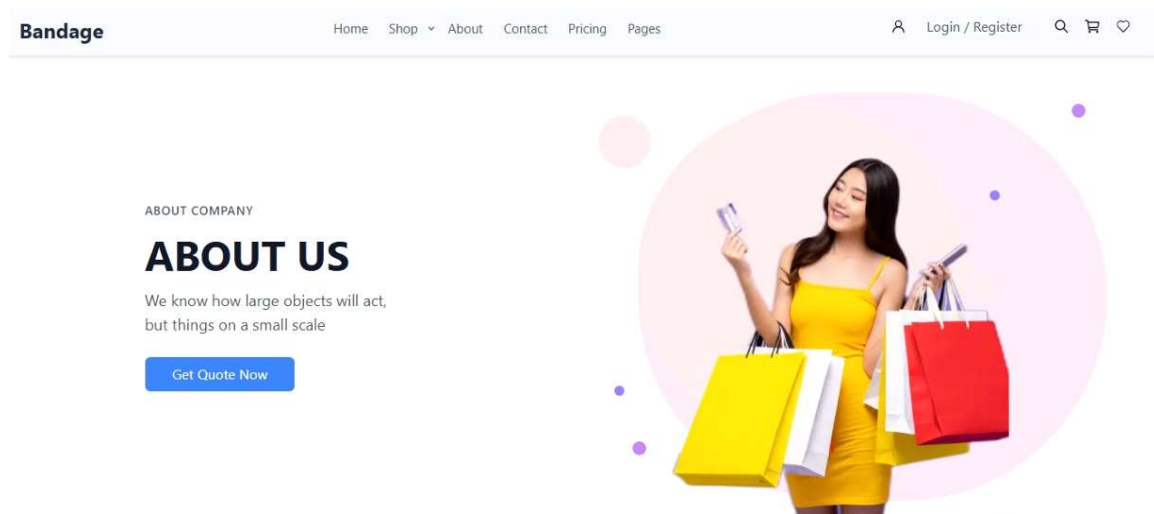 Bandage
Home Shop About Contact Pricing Pages
Login / Register
ABOUT COMPANY
ABOUT US
We know how large objects will act,
but things on a small scale
Get Quote Now